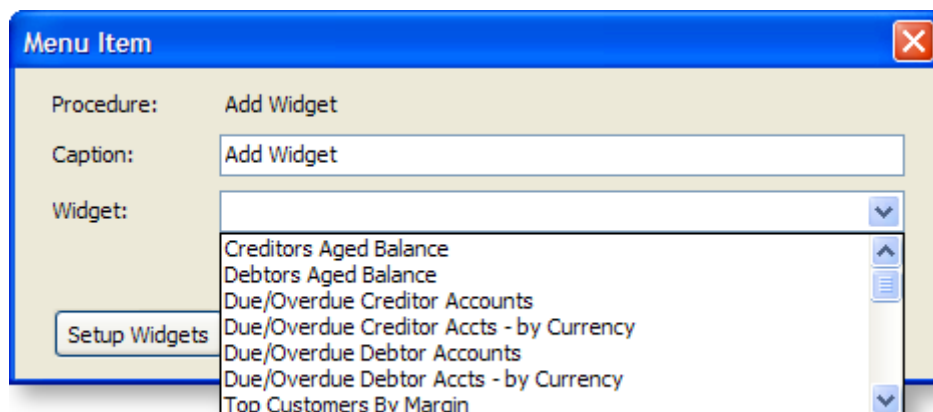 Menu Item
Procedure: Add Widget
Caption: Add Widget
Widget:
Creditors Aged Balance
Debtors Aged Balance
Due/Overdue Creditor Accounts
Setup Widgets Due/Overdue Creditor Accts - by Currency
Due/Overdue Debtor Accounts
Due/Overdue Debtor Accts - by Currency
Top Customers By Margin